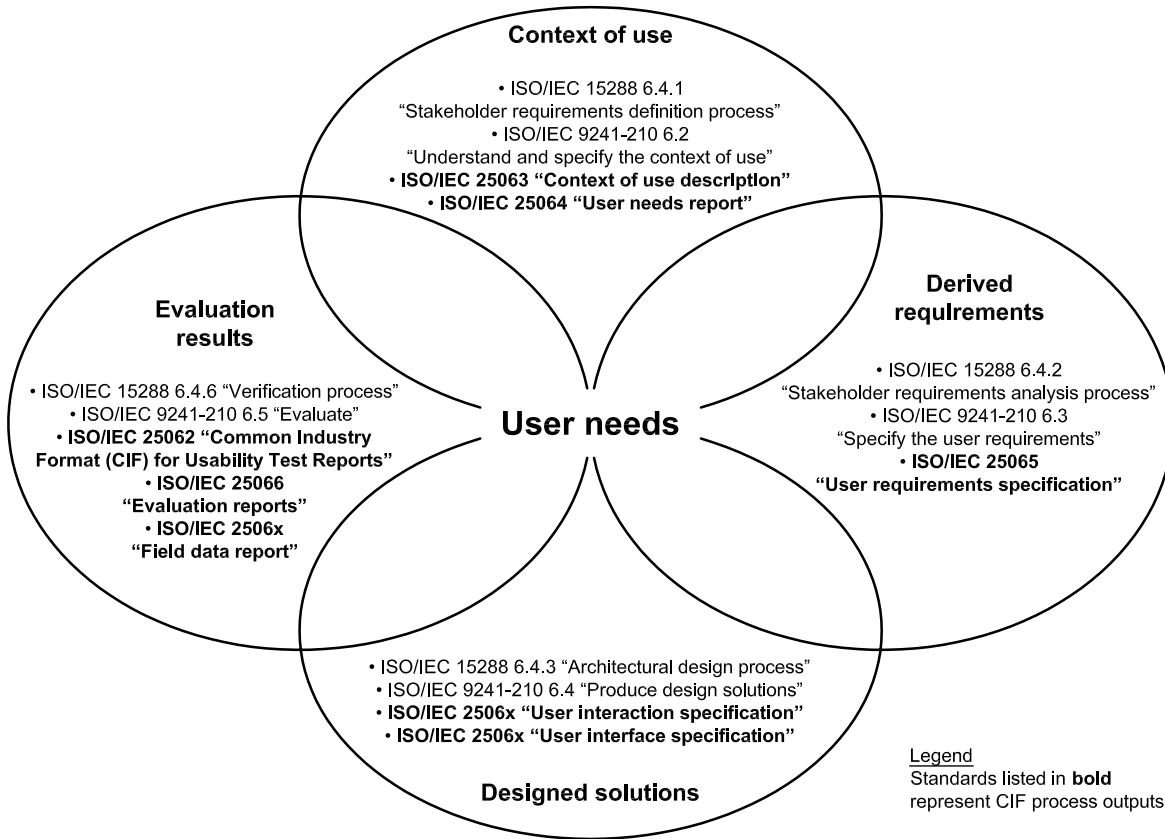 Context of use
• ISO/IEC 15288 6.4.1
“Stakeholder requirements definition process”
• ISO/IEC 9241-210 6.2
“Understand and specify the context of use”
• ISO/IEC 25063 “Context of use description”
• ISO/IEC 25064 “User needs report”
Evaluation
results
• ISO/IEC 15288 6.4.6 “Verification process”
• ISO/IEC 9241-210 6.5 “Evaluate”
• ISO/IEC 25062 “Common Industry
Format (CIF) for Usability Test Reports”
• ISO/IEC 25066
“Evaluation reports”
• ISO/IEC 2506x
“Field data report”
User needs
Derived
requirements
• ISO/IEC 15288 6.4.2
“Stakeholder requirements analysis process”
• ISO/IEC 9241-210 6.3
“Specify the user requirements”
• ISO/IEC 25065
“User requirements specification”
• ISO/IEC 15288 6.4.3 “Architectural design process”
• ISO/IEC 9241-210 6.4 “Produce design solutions”
• ISO/IEC 2506x “User interaction specification”
• ISO/IEC 2506x “User interface specification”
Designed solutions
Legend
Standards listed in bold
represent CIF process outputs